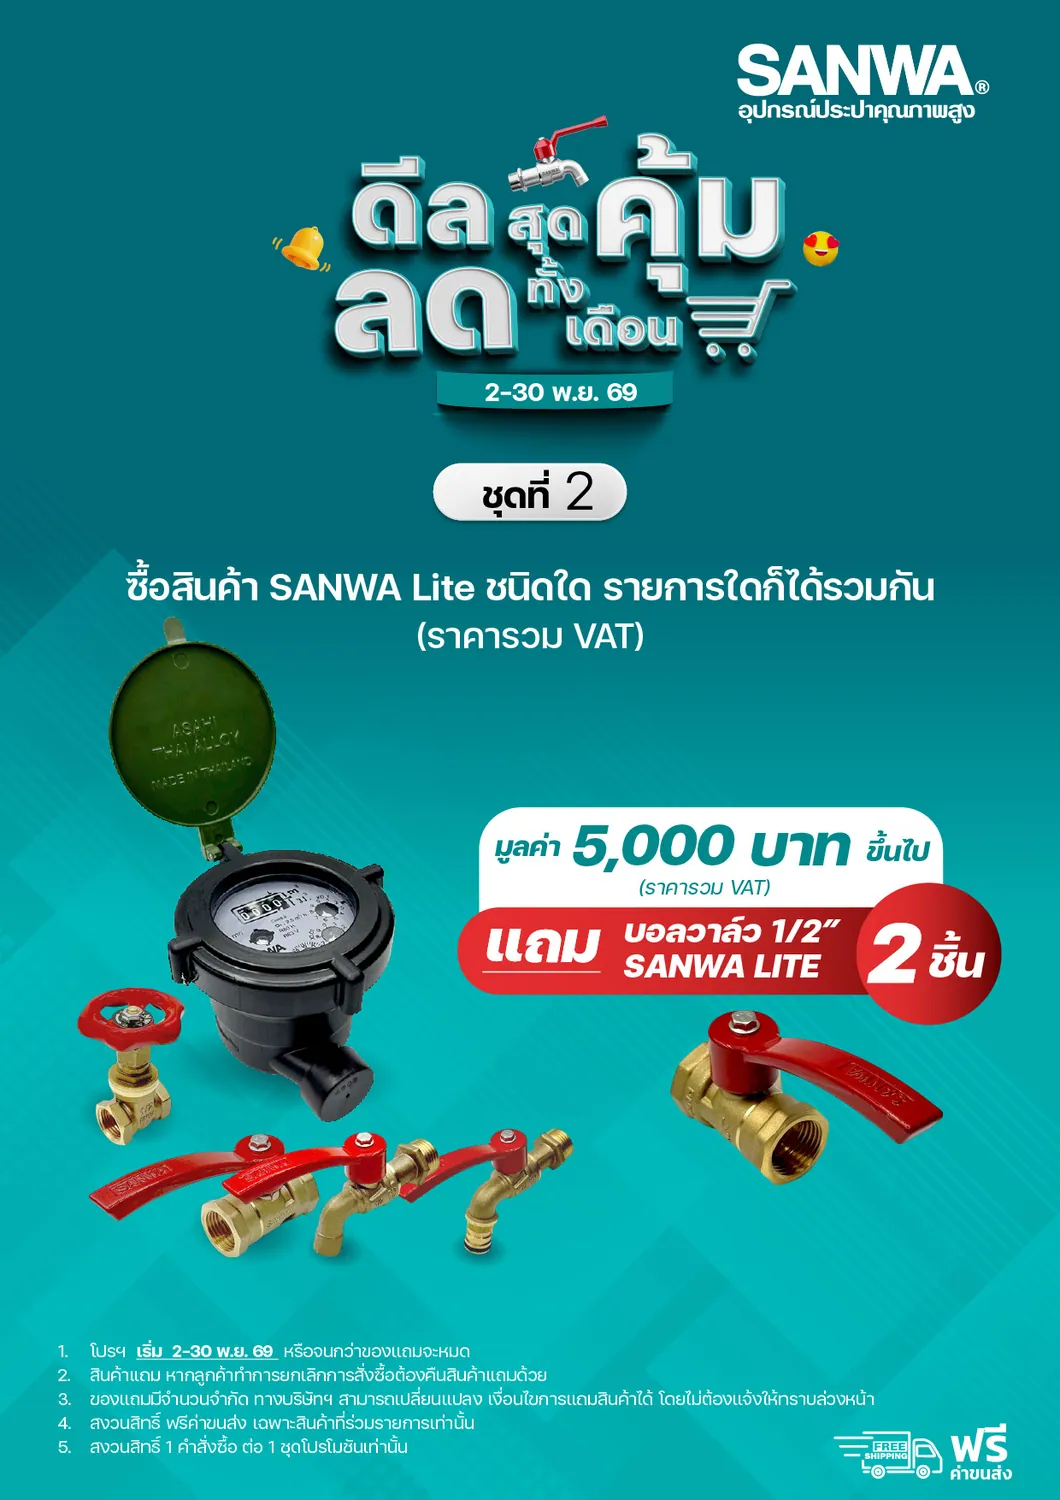 SANWA®
อุปกรณ์ประปาคุณภาพสูง
ดีลสุดคุ้ม
ลดทั้งเดือน
2-30 พ.ย. 69
ชุดที่ 2
ซื้อสินค้า SANWA Lite ชนิดใด รายการใดก็ได้รวมกัน
(ราคารวม VAT)
ASAHI
THAI ALLOY
MADE IN THAILAND
มูลค่า 5,000 บาท ขึ้นไป
(ราคารวม VAT)
แถม บอลวาล์ว 1/2”
SANWA LITE
2 ชิ้น
1. โปรฯ เริ่ม 2-30 พ.ย. 69 หรือจนกว่าของแถมจะหมด
2. สินค้าแถม หากลูกค้าทำการยกเลิกการสั่งซื้อต้องคืนสินค้าแถมด้วย
3. ของแถมมีจำนวนจำกัด ทางบริษัทฯ สามารถเปลี่ยนแปลง เงื่อนไขการแถมสินค้าได้ โดยไม่ต้องแจ้งให้ทราบล่วงหน้า
4. สงวนสิทธิ์ ฟรีค่าขนส่ง เฉพาะสินค้าที่ร่วมรายการเท่านั้น
5. สงวนสิทธิ์ 1 คำสั่งซื้อ ต่อ 1 ชุดโปรโมชันเท่านั้น
FREE
SHIPPING
ฟรี
ค่าขนส่ง